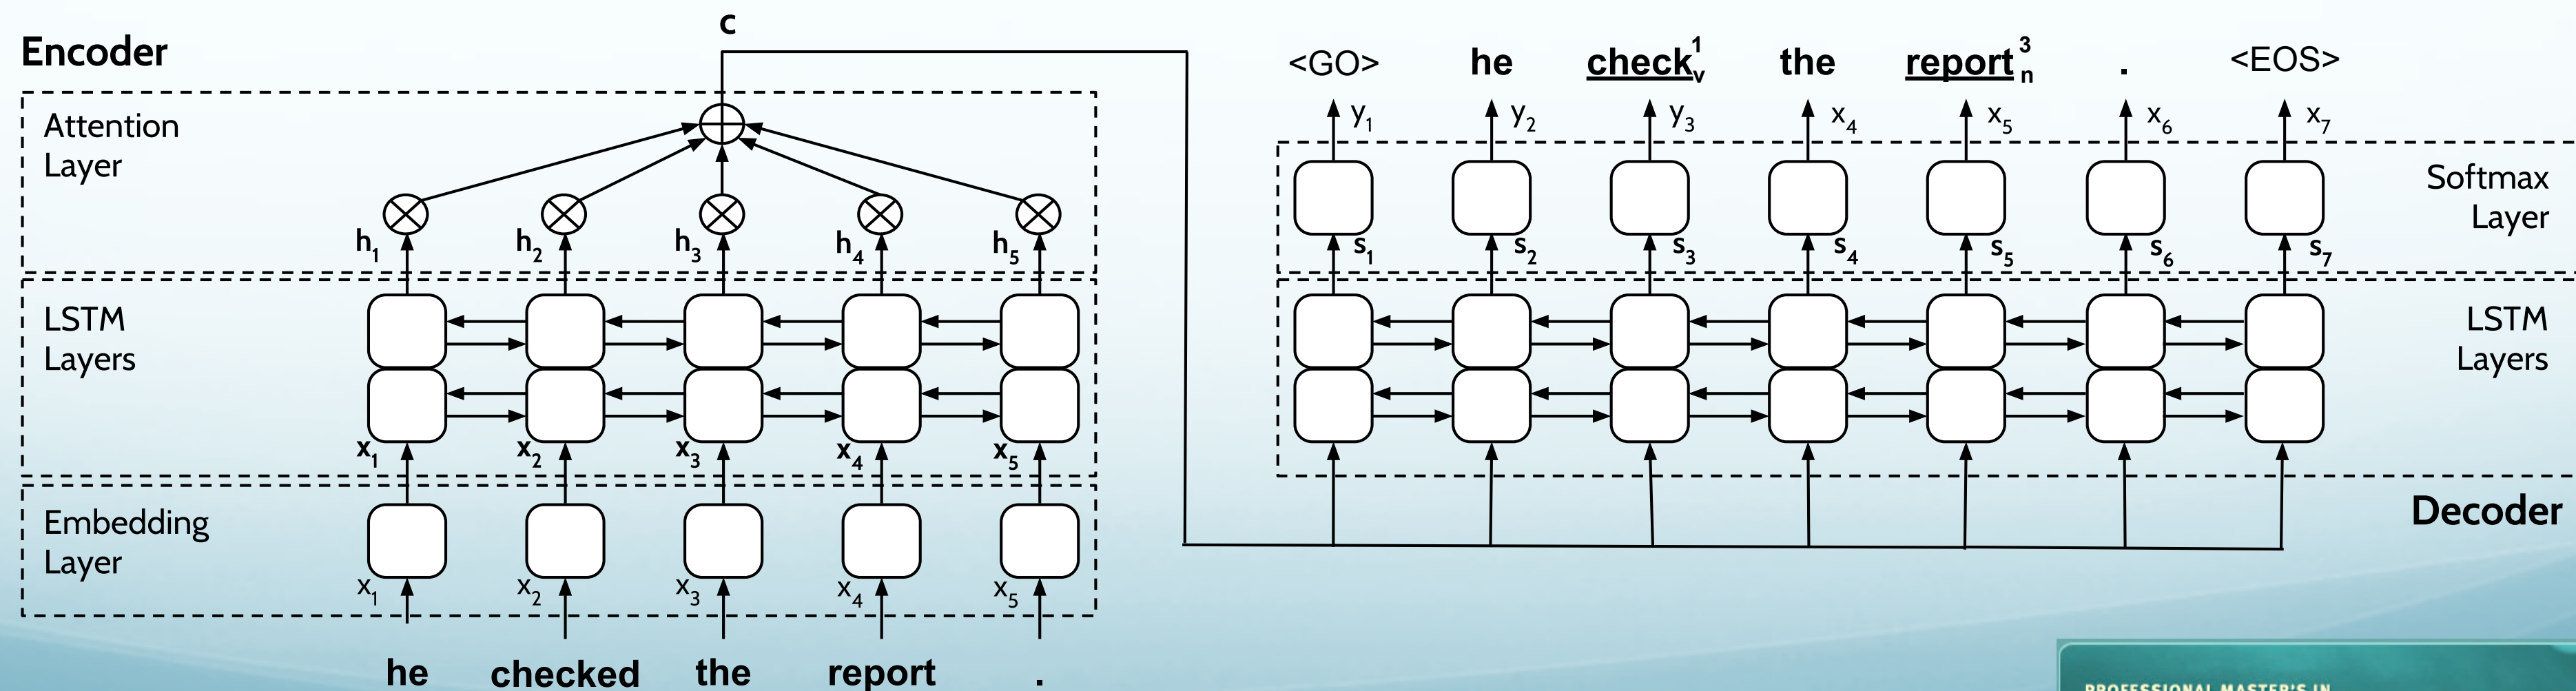 c
Encoder
Attention
Layer
h1 h2 h3 h4 h5
LSTM
Layers
x1 x2 x3 x4 x5
Embedding
Layer
x1 x2 x3 x4 x5
he checked the report .
<GO> he check1v the report3n . <EOS>
y1 y2 y3 x4 x5 x6 x7
Softmax
Layer
s1 s2 s3 s4 s5 s6 s7
LSTM
Layers
Decoder
PROFESSIONAL MASTER'S IN